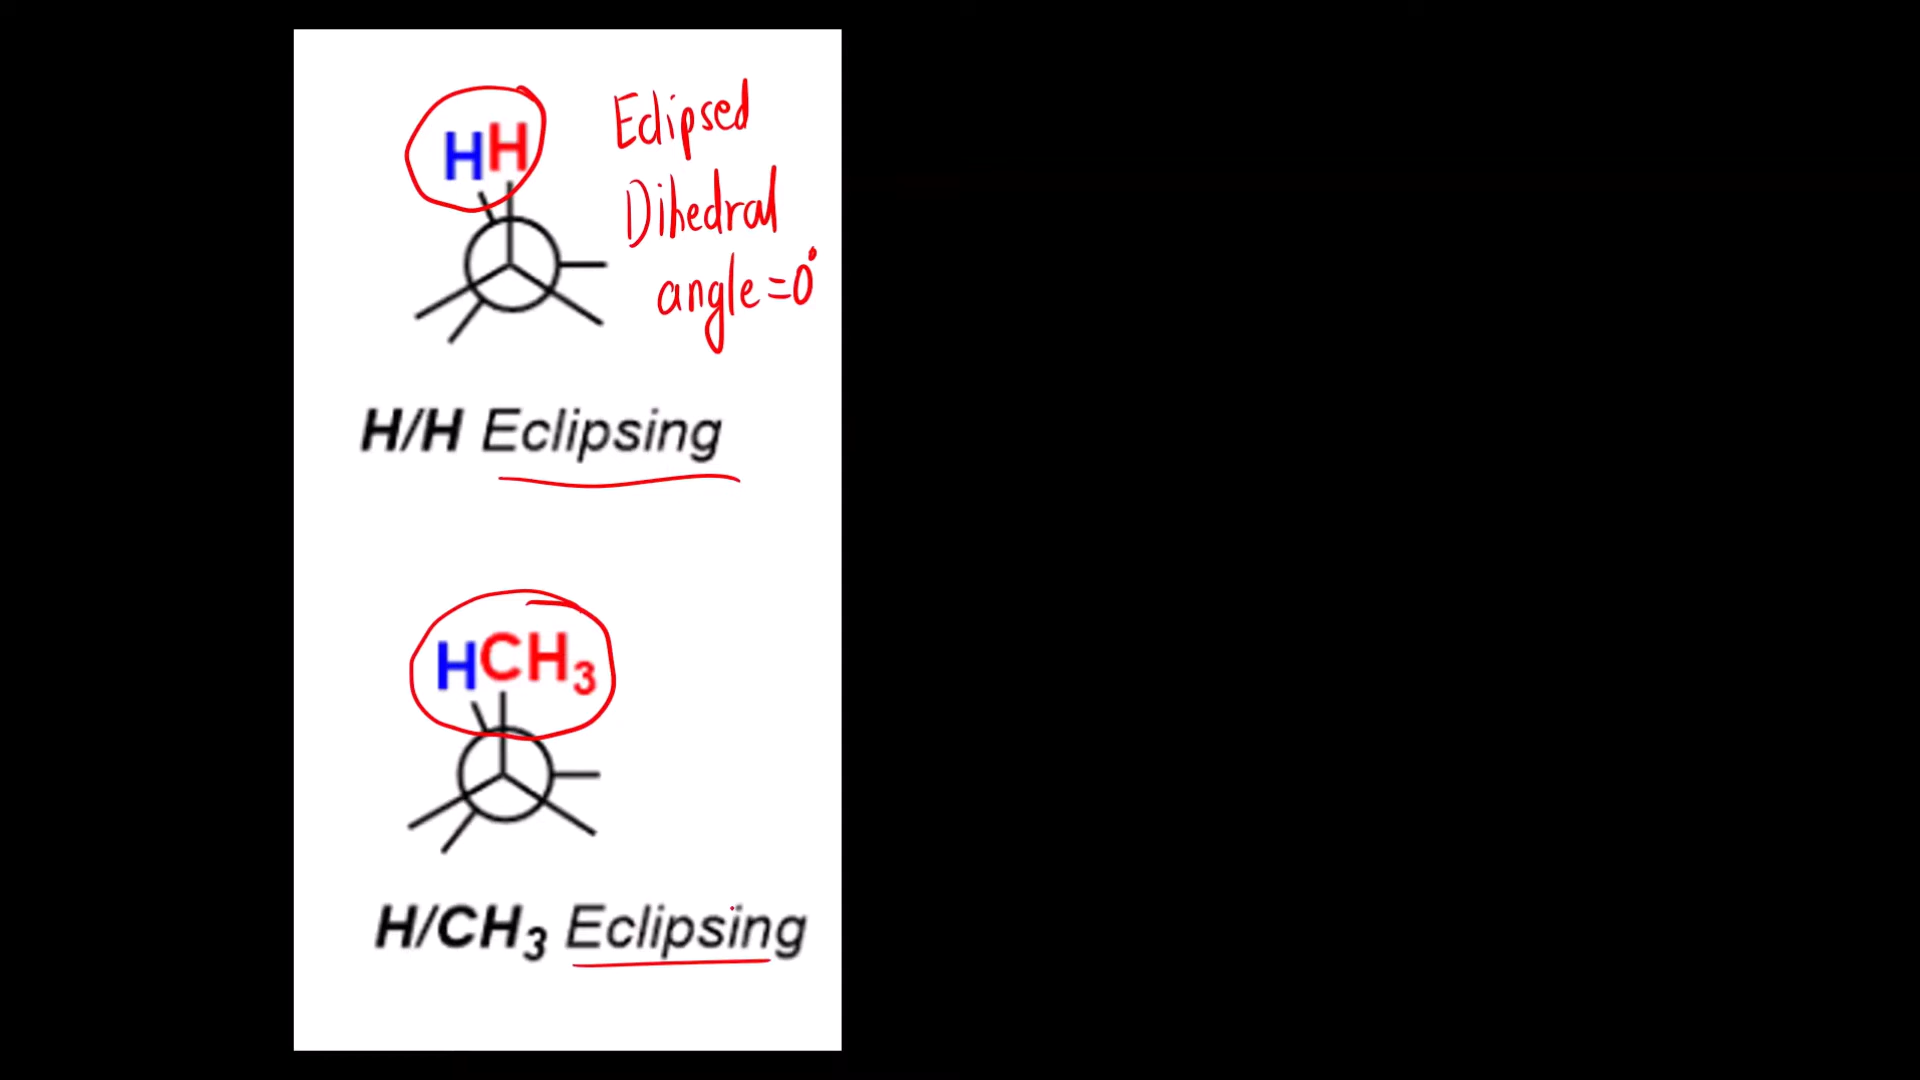 HH
Eclipsed
Dihedral
angle=0°
H/H Eclipsing
HCH₃
H/CH₃ Eclipsing